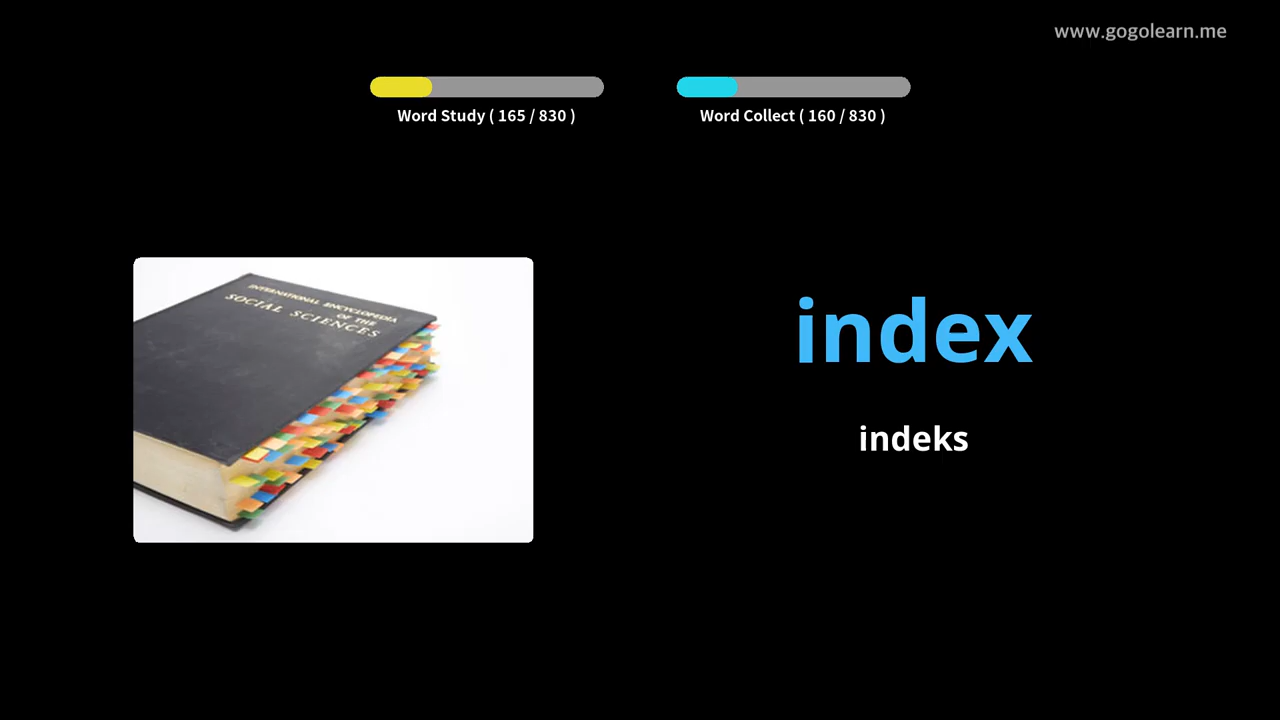 www.gogolearn.me
Word Study ( 165 / 830 )
Word Collect ( 160 / 830 )
INTERNATIONAL ENCYCLOPEDIA
OF THE
SOCIAL SCIENCES
index
indeks